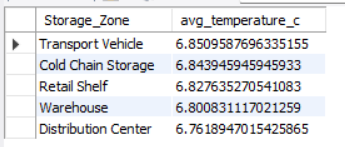 Storage_Zone avg_temperature_c
Transport Vehicle 6.8509587696335155
Cold Chain Storage 6.843945945945933
Retail Shelf 6.827635270541083
Warehouse 6.800831117021259
Distribution Center 6.7618947015425865